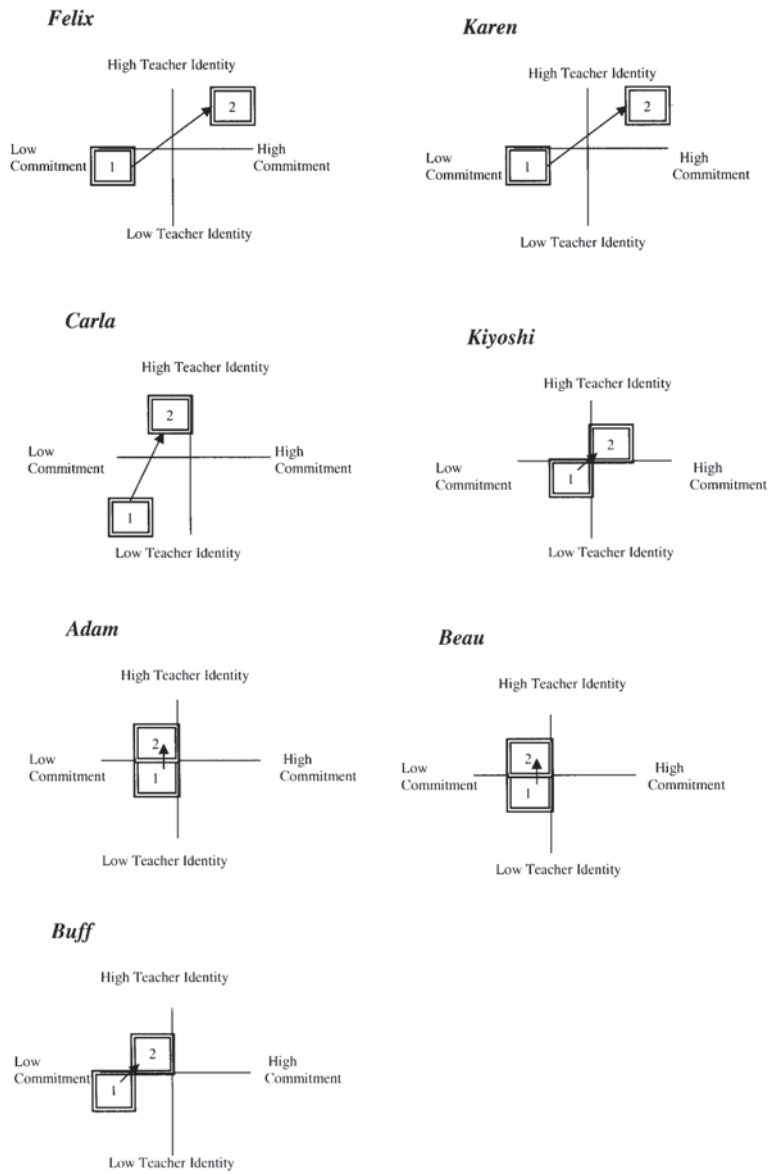 Felix
High Teacher Identity
2
Low
Commitment
1
High
Commitment
Low Teacher Identity
Karen
High Teacher Identity
2
Low
Commitment
1
High
Commitment
Low Teacher Identity
Carla
High Teacher Identity
2
Low
Commitment
High
Commitment
1
Low Teacher Identity
Kiyoshi
High Teacher Identity
2
Low
Commitment
1
High
Commitment
Low Teacher Identity
Adam
High Teacher Identity
2
Low
Commitment
1
High
Commitment
Low Teacher Identity
Beau
High Teacher Identity
2
Low
Commitment
1
High
Commitment
Low Teacher Identity
Buff
High Teacher Identity
2
Low
Commitment
1
High
Commitment
Low Teacher Identity